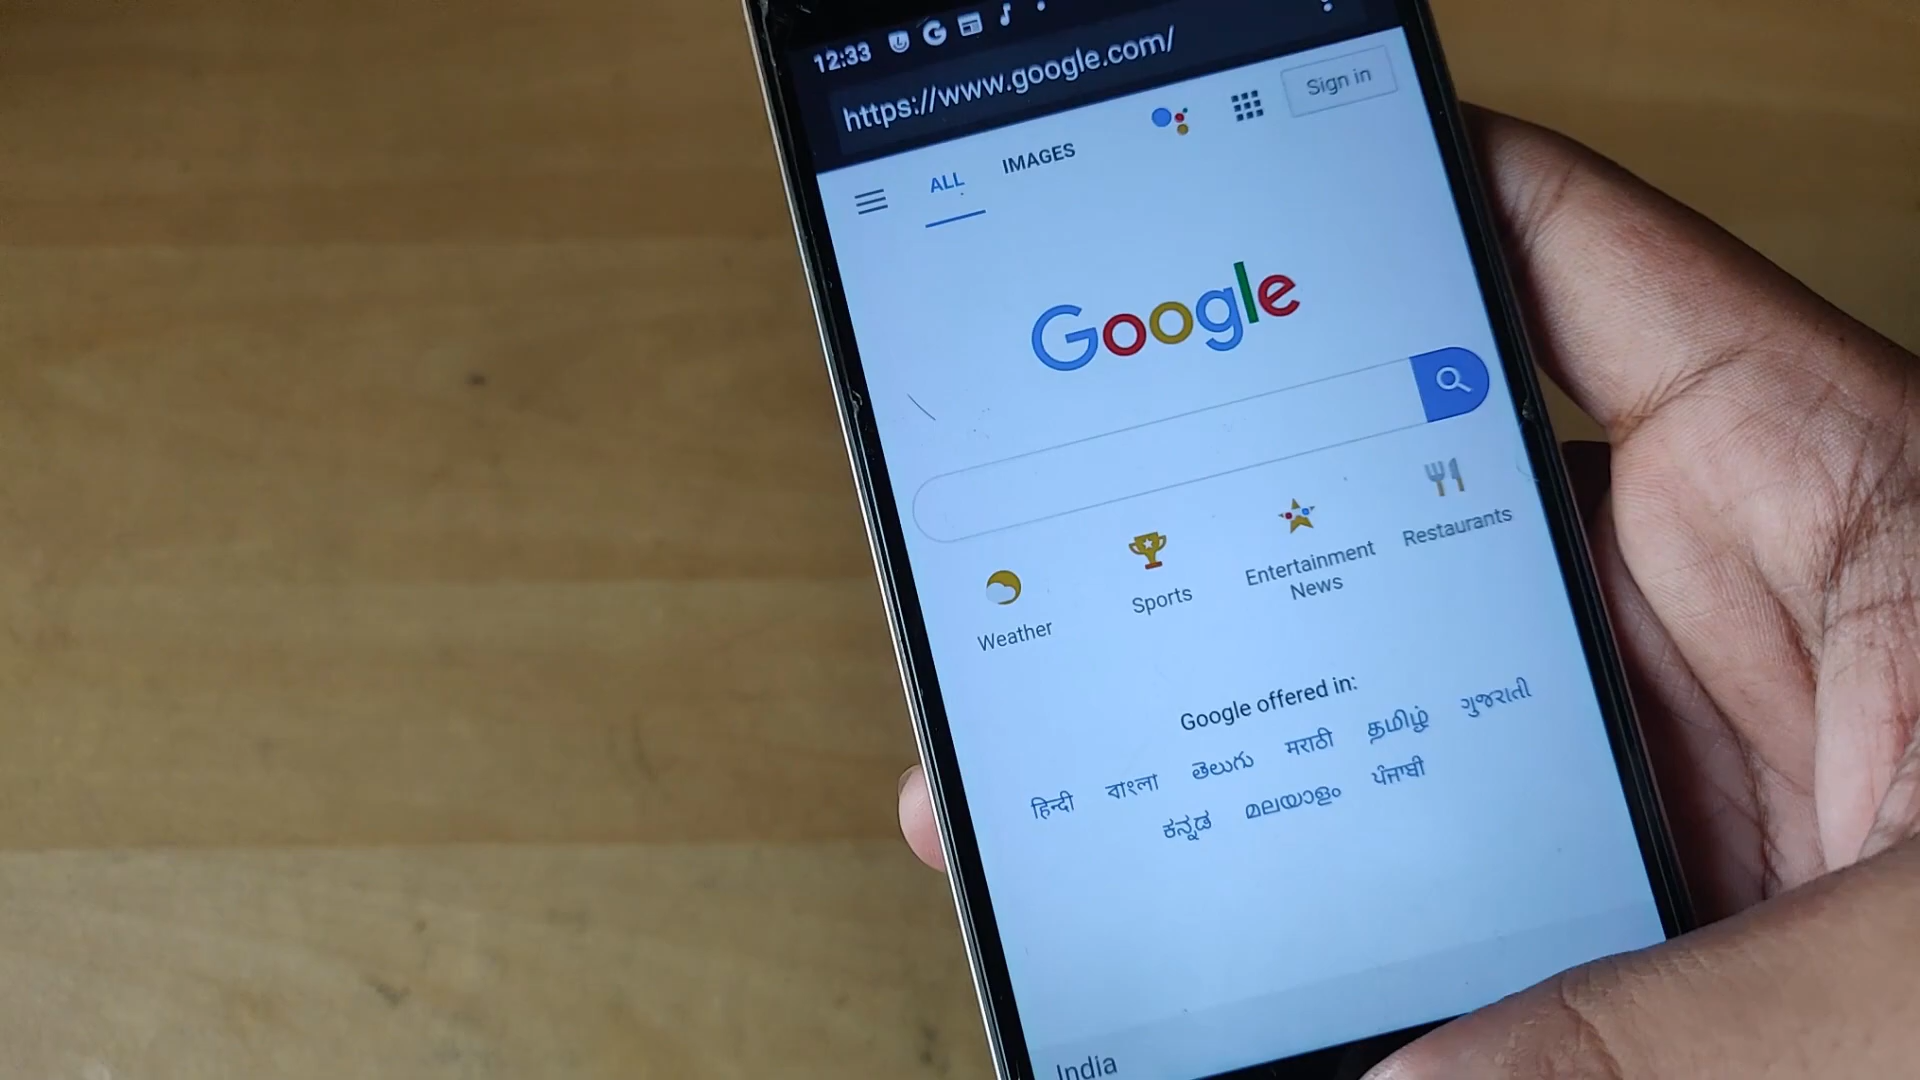 12:33
https://www.google.com/
Sign in
ALL IMAGES
Google
Weather Sports Entertainment News Restaurants
Google offered in:
हिन्दी বাংলা తెలుగు मराठी தமிழ் ગુજરાતી
ಕನ್ನಡ മലയാളം ਪੰਜਾਬੀ
India